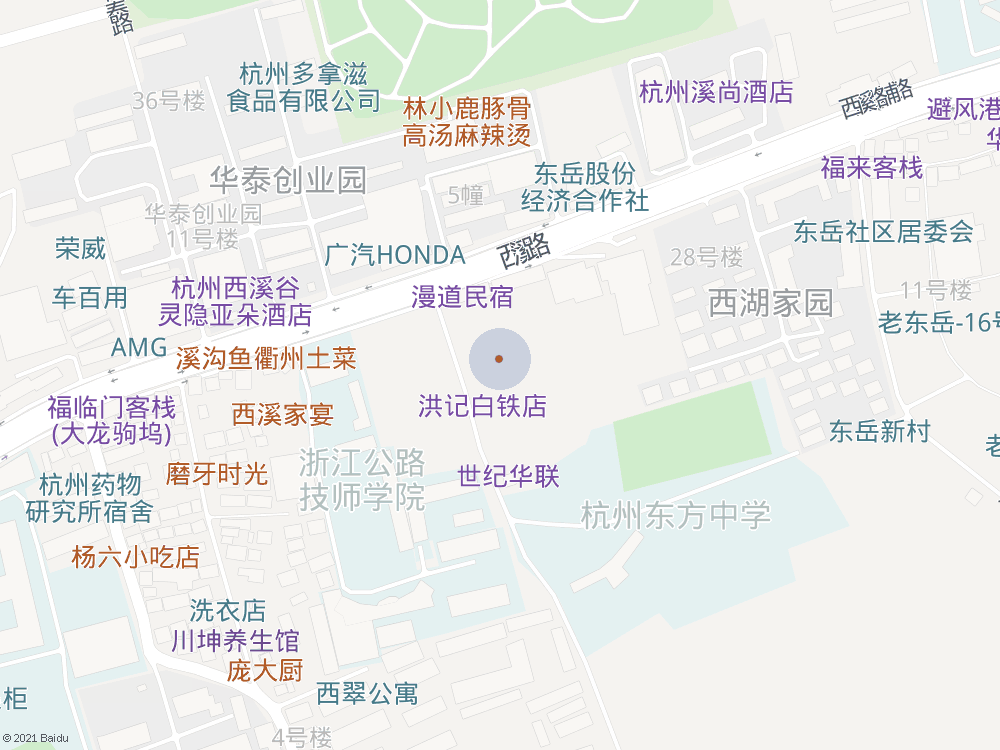 杭州多拿滋
食品有限公司
36号楼
林小鹿豚骨
高汤麻辣烫
杭州溪尚酒店
避风港
福来客栈
华泰创业园
5幢
东岳股份
经济合作社
华泰创业园
11号楼
荣威
广汽HONDA
西溪路
28号楼
东岳社区居委会
车百用
杭州西溪谷
灵隐亚朵酒店
漫道民宿
西湖家园
11号楼
老东岳-16号
AMG
溪沟鱼衢州土菜
福临门客栈
(大龙驹坞)
西溪家宴
洪记白铁店
东岳新村
磨牙时光
浙江公路
技师学院
世纪华联
杭州药物
研究所宿舍
杭州东方中学
杨六小吃店
洗衣店
川坤养生馆
庞大厨
西翠公寓
柜
4号楼
© 2021 Baidu